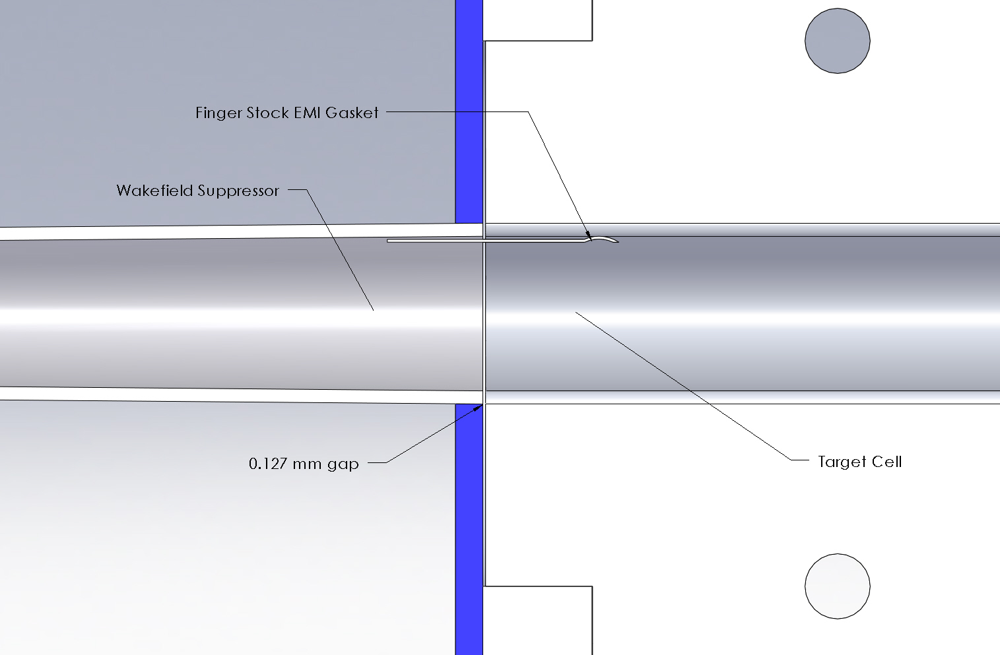 Finger Stock EMI Gasket
Wakefield Suppressor
0.127 mm gap
Target Cell